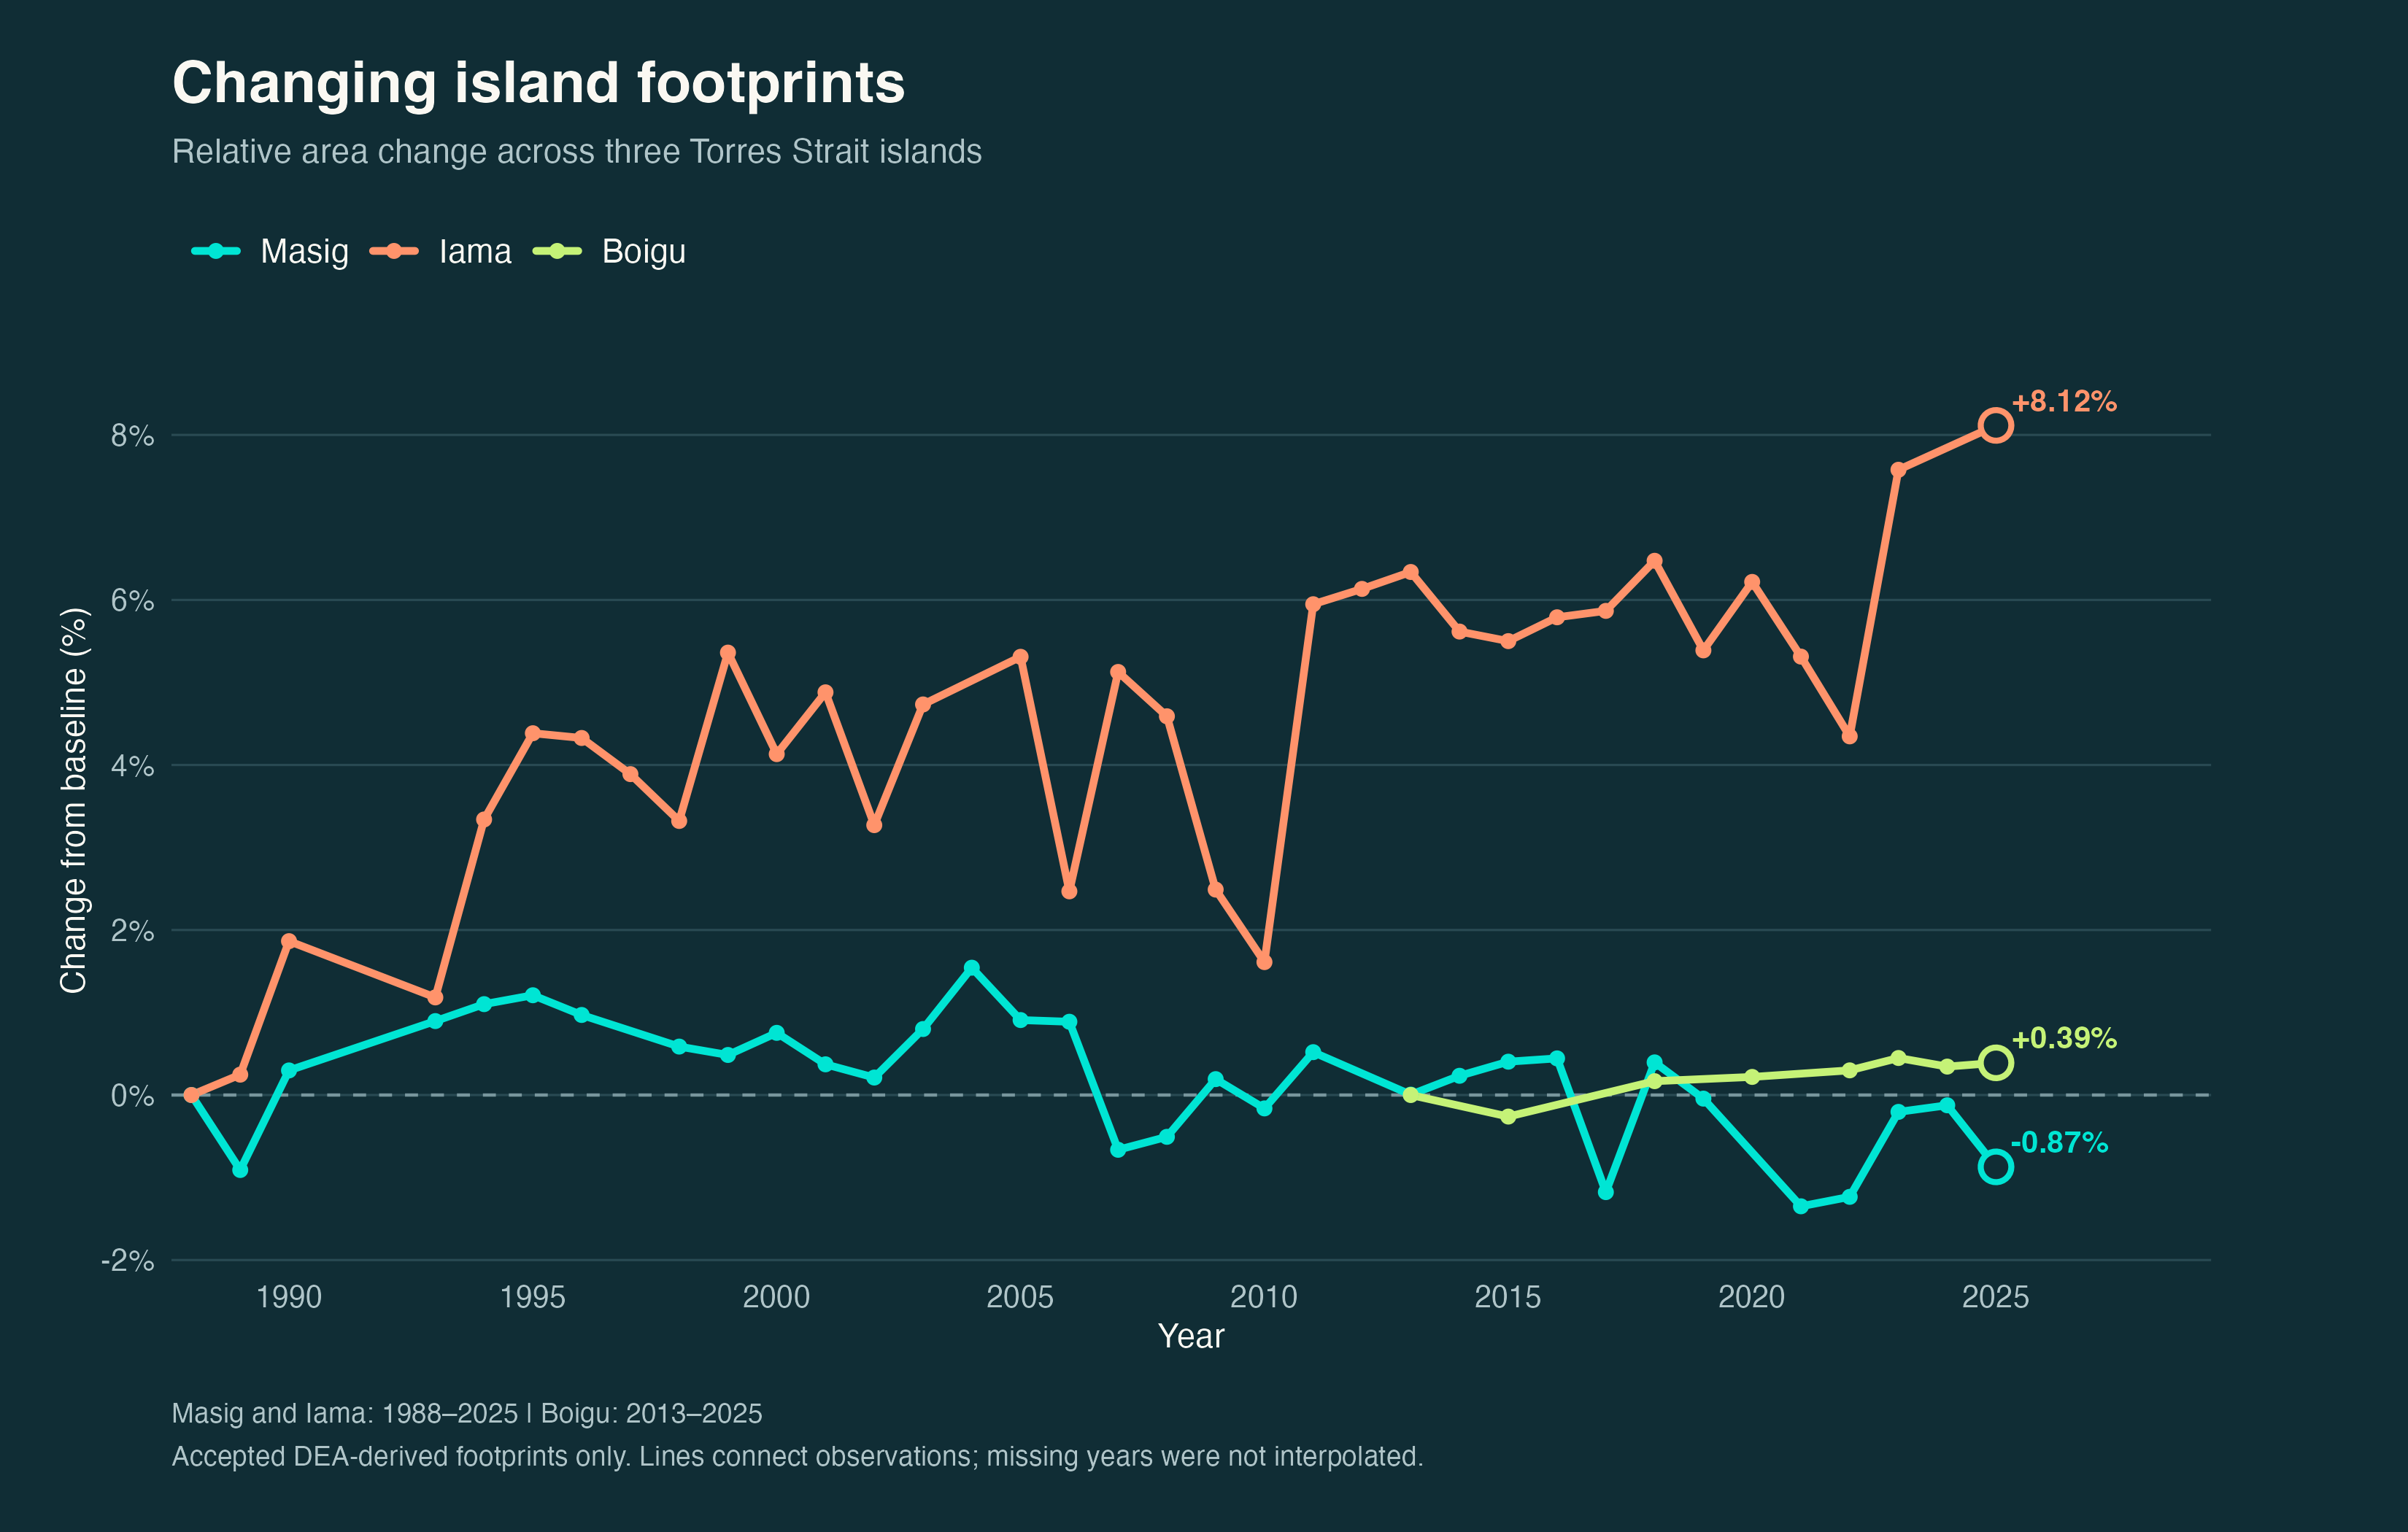 Changing island footprints
Relative area change across three Torres Strait islands
Masig Iama Boigu
+8.12%
8%
6%
4%
2%
0%
-2%
+0.39%
-0.87%
Change from baseline (%)
1990 1995 2000 2005 2010 2015 2020 2025
Year
Masig and Iama: 1988–2025 | Boigu: 2013–2025
Accepted DEA-derived footprints only. Lines connect observations; missing years were not interpolated.